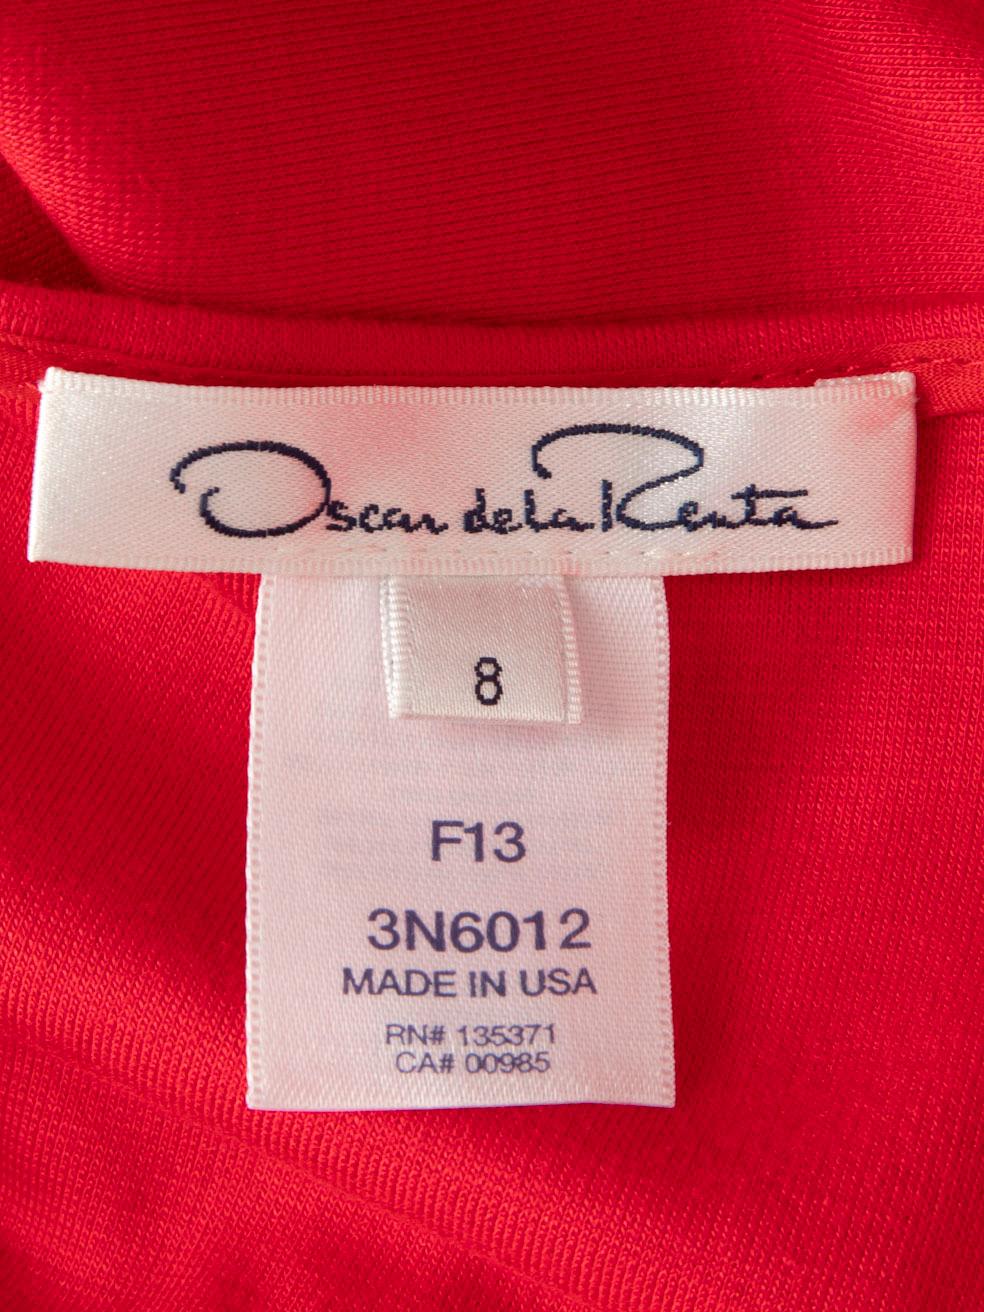 Oscar de la Renta
8
F13
3N6012
MADE IN USA
RN# 135371
CA# 00985